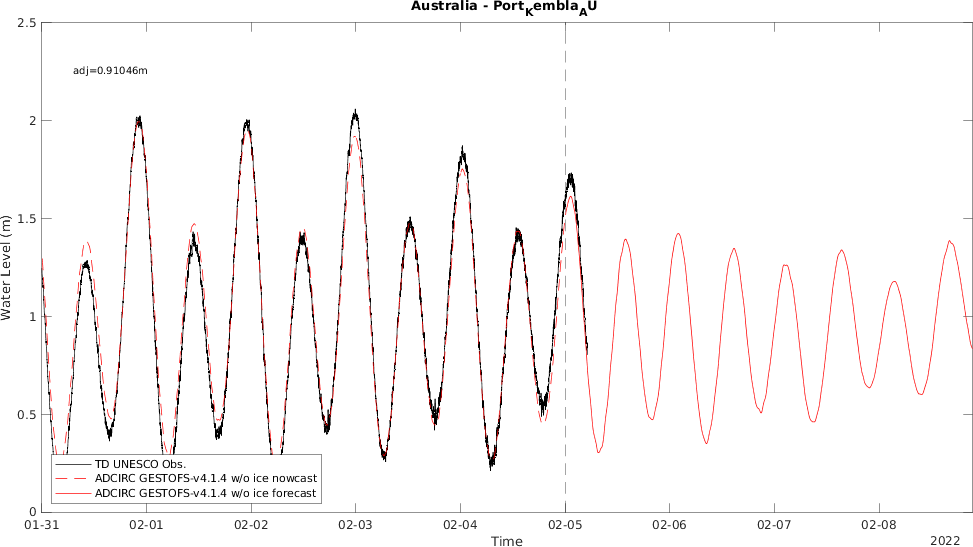 Australia - PortKemblaAU
2.5
adj=0.91046m
2
1.5
Water Level (m)
1
0.5
TD UNESCO Obs.
ADCIRC GESTOFS-v4.1.4 w/o ice nowcast
ADCIRC GESTOFS-v4.1.4 w/o ice forecast
0
01-31 02-01 02-02 02-03 02-04 02-05 02-06 02-07 02-08
Time 2022